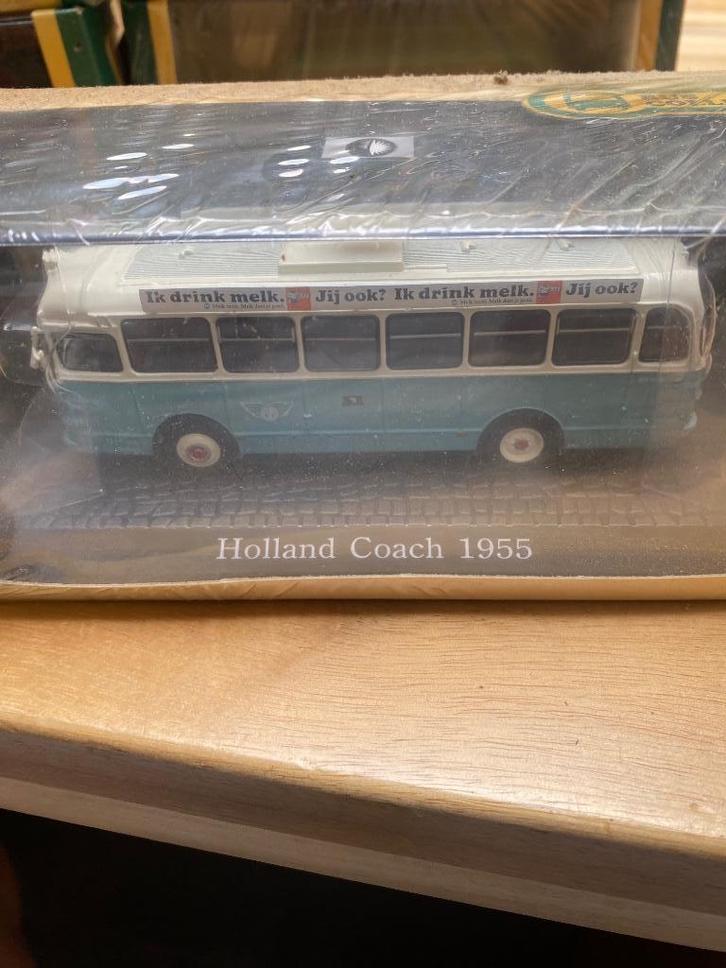 Ik drink melk. Jij ook? Ik drink melk. Jij ook?
Holland Coach 1955